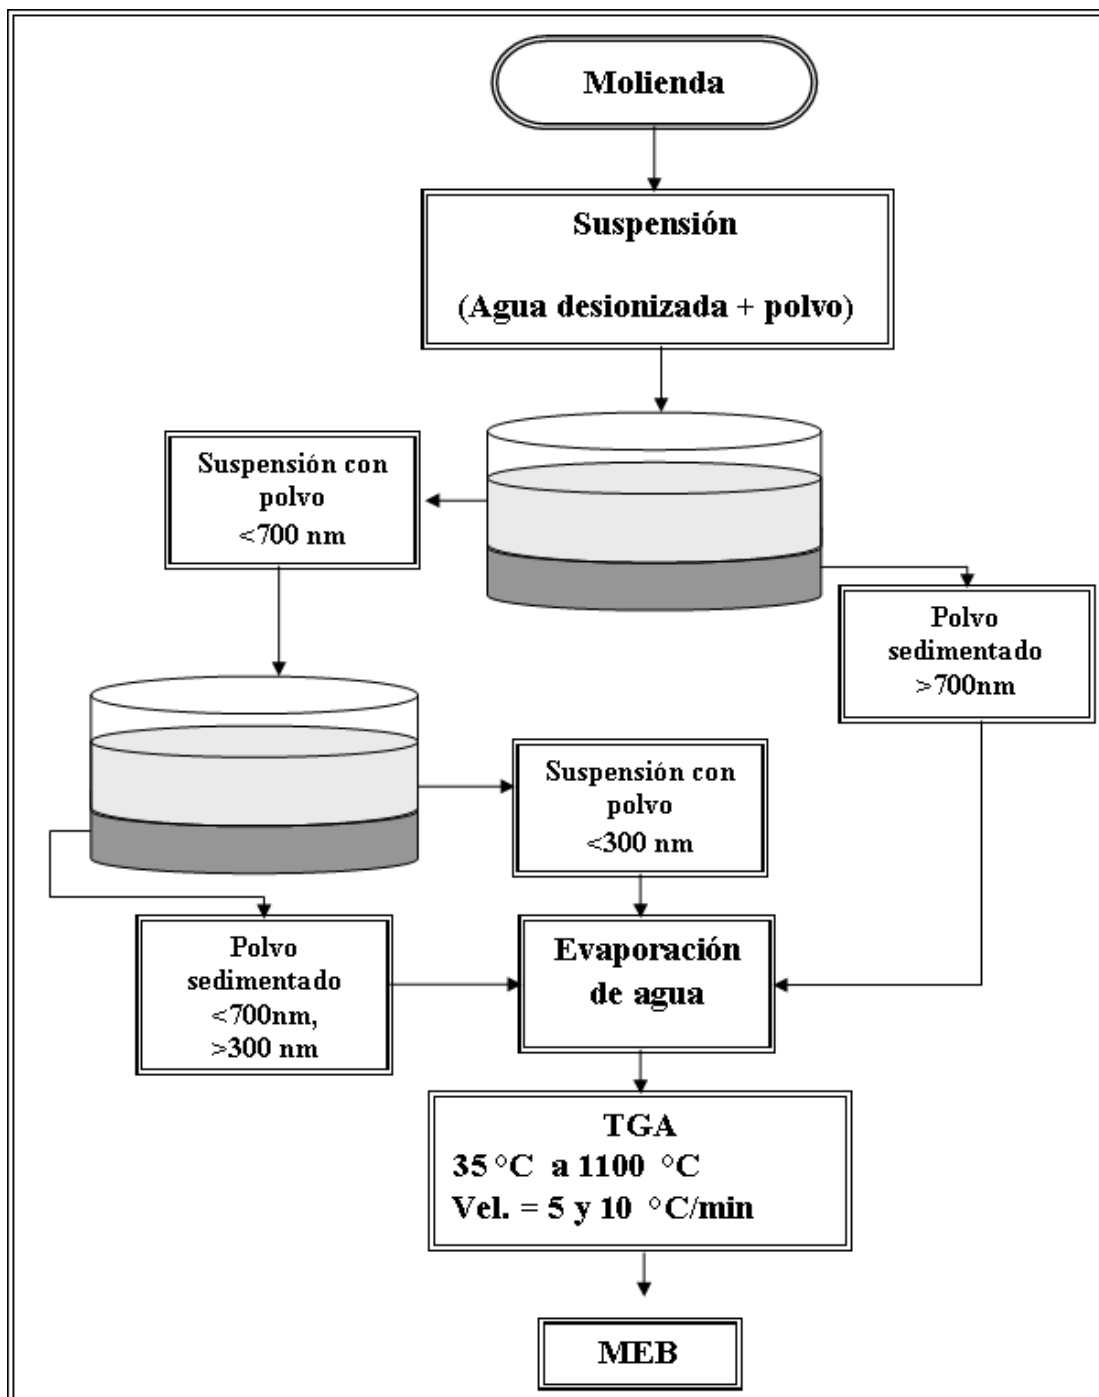 Molienda
Suspensión
(Agua desionizada + polvo)
Suspensión con
polvo
<700 nm
Polvo
sedimentado
>700nm
Suspensión con
polvo
<300 nm
Polvo
sedimentado
<700nm,
>300 nm
Evaporación
de agua
TGA
35 °C a 1100 °C
Vel. = 5 y 10 °C/min
MEB